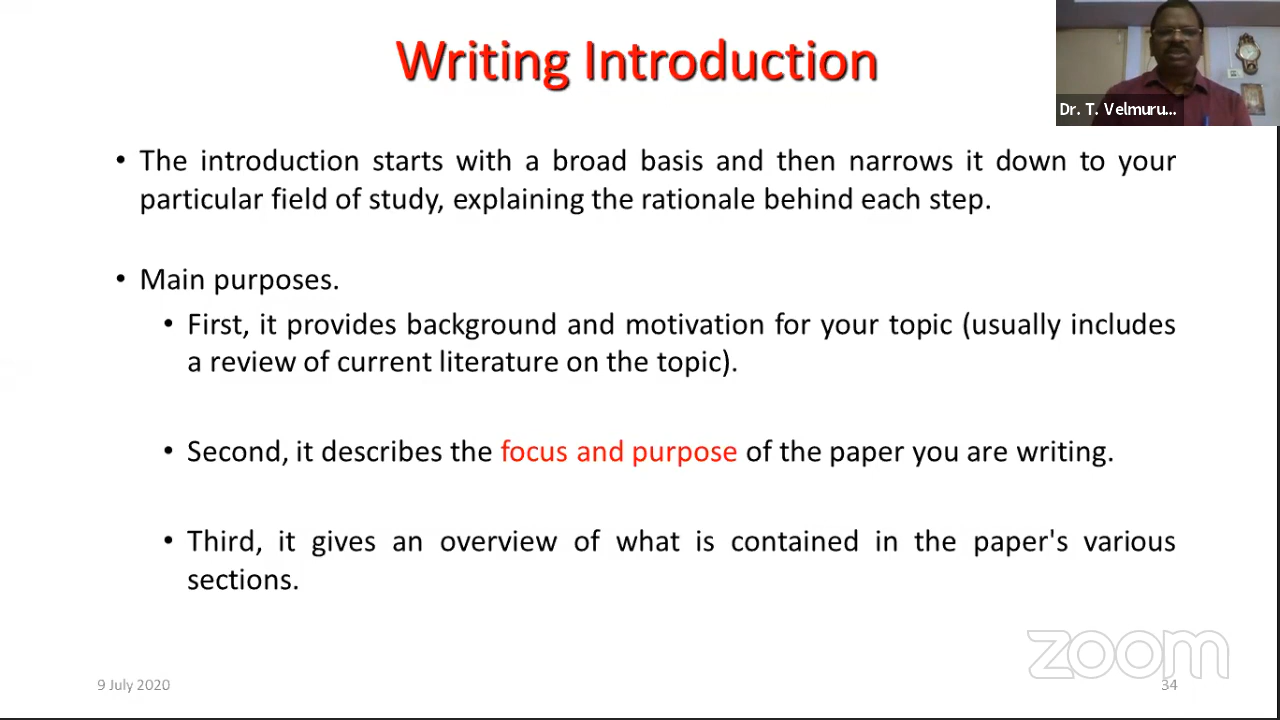 Writing Introduction
Dr. T. Velmuru...
• The introduction starts with a broad basis and then narrows it down to your
particular field of study, explaining the rationale behind each step.
• Main purposes.
• First, it provides background and motivation for your topic (usually includes
a review of current literature on the topic).
• Second, it describes the focus and purpose of the paper you are writing.
• Third, it gives an overview of what is contained in the paper's various
sections.
zoom
9 July 2020
34